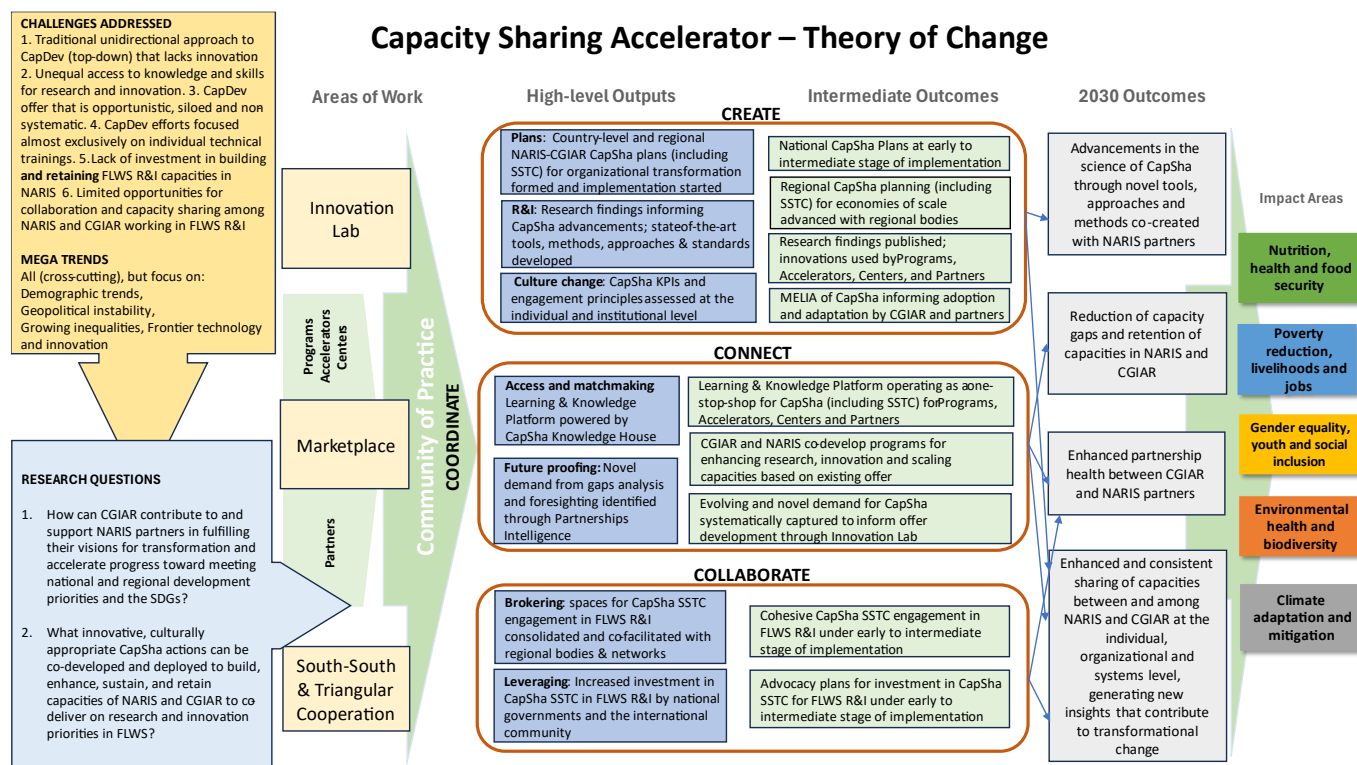 Capacity Sharing Accelerator – Theory of Change
CHALLENGES ADDRESSED
1. Traditional unidirectional approach to
CapDev (top-down) that lacks innovation.
2. Unequal access to knowledge and skills
for research and innovation. 3. CapDev
offer that is opportunistic, siloed and non-
systematic. 4. CapDev efforts focused
almost exclusively on individual technical
trainings. 5.Lack of investment in building
and retaining FLWS R&I capacities in
NARIS 6. Limited opportunities for
collaboration and capacity sharing among
NARIS and CGIAR working in FLWS R&I
MEGA TRENDS
All (cross-cutting), but focus on:
Demographic trends,
Geopolitical instability,
Growing inequalities, Frontier technology
and innovation
RESEARCH QUESTIONS
1. How can CGIAR contribute to and
support NARIS partners in fulfilling
their visions for transformation and
accelerate progress toward meeting
national and regional development
priorities and the SDGs?
2. What innovative, culturally
appropriate CapSha actions can be
co-developed and deployed to build,
enhance, sustain, and retain
capacities of NARIS and CGIAR to co-
deliver on research and innovation
priorities in FLWS?
Areas of Work
Innovation
Lab
Programs
Accelerators
Centers
Marketplace
Partners
South-South
& Triangular
Cooperation
Community of Practice
COORDINATE
High-level Outputs
Intermediate Outcomes
CREATE
Plans: Country-level and regional
NARIS-CGIAR CapSha plans (including
SSTC) for organizational transformation
formed and implementation started
R&I: Research findings informing
CapSha advancements; stateof-the-art
tools, methods, approaches & standards
developed
Culture change: CapSha KPIs and
engagement principles assessed at the
individual and institutional level
National CapSha Plans at early to
intermediate stage of implementation
Regional CapSha planning (including
SSTC) for economies of scale
advanced with regional bodies
Research findings published;
innovations used byPrograms,
Accelerators, Centers, and Partners
MELIA of CapSha informing adoption
and adaptation by CGIAR and partners
CONNECT
Access and matchmaking
Learning & Knowledge
Platform powered by
CapSha Knowledge House
Future proofing: Novel
demand from gaps analysis
and foresighting identified
through Partnerships
Intelligence
Learning & Knowledge Platform operating as aone-
stop-shop for CapSha (including SSTC) forPrograms,
Accelerators, Centers and Partners
CGIAR and NARIS co-develop programs for
enhancing research, innovation and scaling
capacities based on existing offer
Evolving and novel demand for CapSha
systematically captured to inform offer
development through Innovation Lab
COLLABORATE
Brokering: spaces for CapSha SSTC
engagement in FLWS R&I
consolidated and cofacilitated with
regional bodies & networks
Leveraging: Increased investment in
CapSha SSTC in FLWS R&I by national
governments and the international
community
Cohesive CapSha SSTC engagement in
FLWS R&I under early to intermediate
stage of implementation
Advocacy plans for investment in CapSha
SSTC for FLWS R&I under early to
intermediate stage of implementation
2030 Outcomes
Advancements in the
science of CapSha
through novel tools,
approaches and
methods co-created
with NARIS partners
Reduction of capacity
gaps and retention of
capacities in NARIS and
CGIAR
Enhanced partnership
health between CGIAR
and NARIS partners
Enhanced and consistent
sharing of capacities
between and among
NARIS and CGIAR at the
individual,
organizational and
systems level,
generating new
insights that contribute
to transformational
change
Impact Areas
Nutrition,
health and food
security
Poverty
reduction,
livelihoods and
jobs
Gender equality,
youth and social
inclusion
Environmental
health and
biodiversity
Climate
adaptation and
mitigation